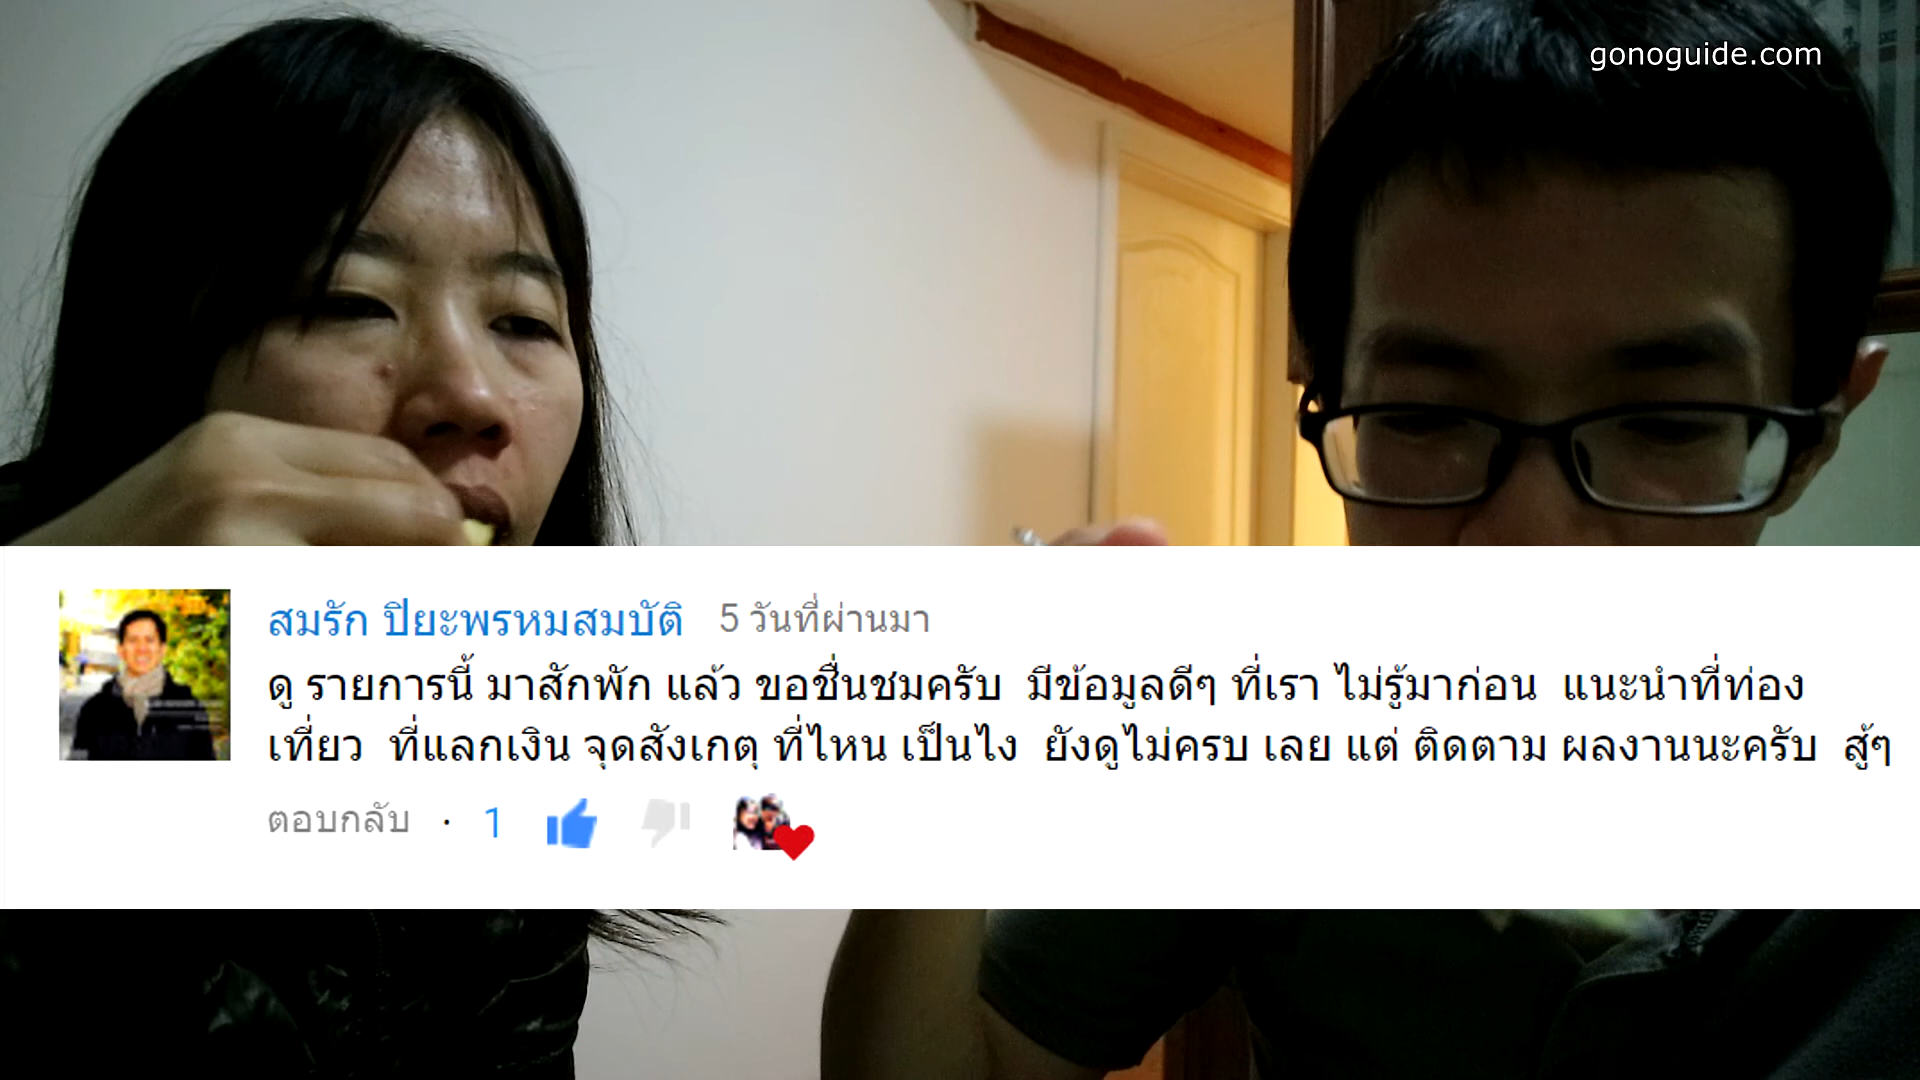 gonoguide.com
สมรัก ปิยะพรหมสมบัติ 5 วันที่ผ่านมา
ดู รายการนี้ มาสักพัก แล้ว ขอชื่นชมครับ มีข้อมูลดีๆ ที่เรา ไม่รู้มาก่อน แนะนำที่ท่อง
เที่ยว ที่แลกเงิน จุดสังเกตุ ที่ไหน เป็นไง ยังดูไม่ครบ เลย แต่ ติดตาม ผลงานนะครับ สู้ๆ
ตอบกลับ · 1